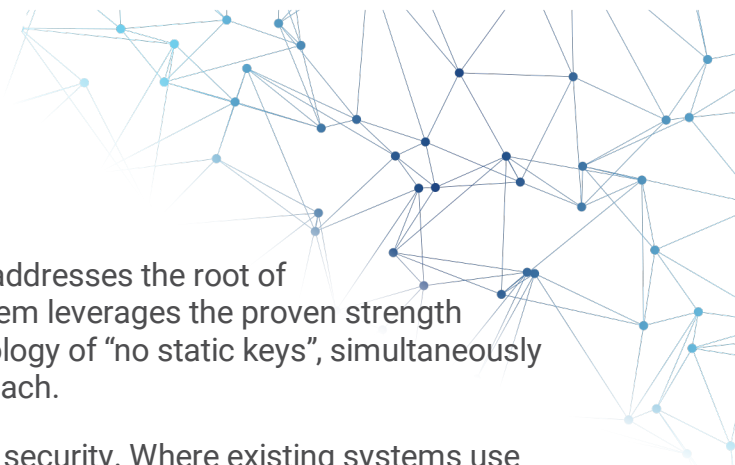 addresses the root of
em leverages the proven strength
ology of “no static keys”, simultaneously
ach.
security. Where existing systems use